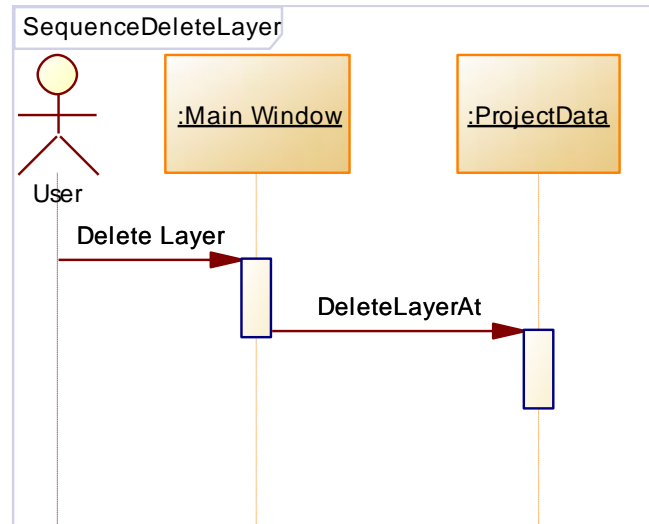 SequenceDeleteLayer
:Main Window
:ProjectData
User
Delete Layer
DeleteLayerAt